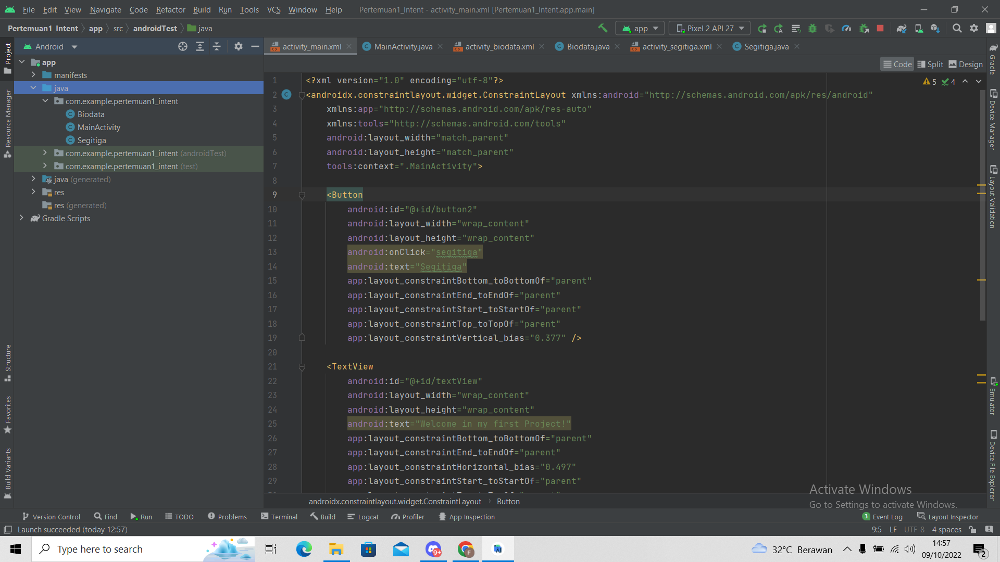 File Edit View Navigate Code Refactor Build Run Tools VCS Window Help Pertemuan1_Intent - activity_main.xml [Pertemuan1_Intent.app.main]
Pertemuan1_Intent app src androidTest java app Pixel 2 API 27
Project
Resource Manager
Structure
Favorites
Build Variants
Android
app
manifests
java
com.example.pertemuan1_intent
Biodata
MainActivity
Segitiga
com.example.pertemuan1_intent (androidTest)
com.example.pertemuan1_intent (test)
java (generated)
res
res (generated)
Gradle Scripts
activity_main.xml MainActivity.java activity_biodata.xml Biodata.java activity_segitiga.xml Segitiga.java
Code Split Design
5 4
1 <?xml version="1.0" encoding="utf-8"?>
2 <androidx.constraintlayout.widget.ConstraintLayout xmlns:android="http://schemas.android.com/apk/res/android"
3 xmlns:app="http://schemas.android.com/apk/res-auto"
4 xmlns:tools="http://schemas.android.com/tools"
5 android:layout_width="match_parent"
6 android:layout_height="match_parent"
7 tools:context=".MainActivity">
8
9 <Button
10 android:id="@+id/button2"
11 android:layout_width="wrap_content"
12 android:layout_height="wrap_content"
13 android:onClick="segitiga"
14 android:text="Segitiga"
15 app:layout_constraintBottom_toBottomOf="parent"
16 app:layout_constraintEnd_toEndOf="parent"
17 app:layout_constraintStart_toStartOf="parent"
18 app:layout_constraintTop_toTopOf="parent"
19 app:layout_constraintVertical_bias="0.377" />
20
21 <TextView
22 android:id="@+id/textView"
23 android:layout_width="wrap_content"
24 android:layout_height="wrap_content"
25 android:text="Welcome in my first Project!"
26 app:layout_constraintBottom_toBottomOf="parent"
27 app:layout_constraintEnd_toEndOf="parent"
28 app:layout_constraintHorizontal_bias="0.497"
29 app:layout_constraintStart_toStartOf="parent"
Gradle
Device Manager
Layout Validation
Emulator
Device File Explorer
Activate Windows
Go to Settings to activate Windows.
androidx.constraintlayout.widget.ConstraintLayout Button
Version Control Find Run TODO Problems Terminal Build Logcat Profiler App Inspection 3 Event Log Layout Inspector
Launch succeeded (today 12:57) 9:5 LF UTF-8 4 spaces
Type here to search 9+ F 32°C Berawan 14:57
09/10/2022 2